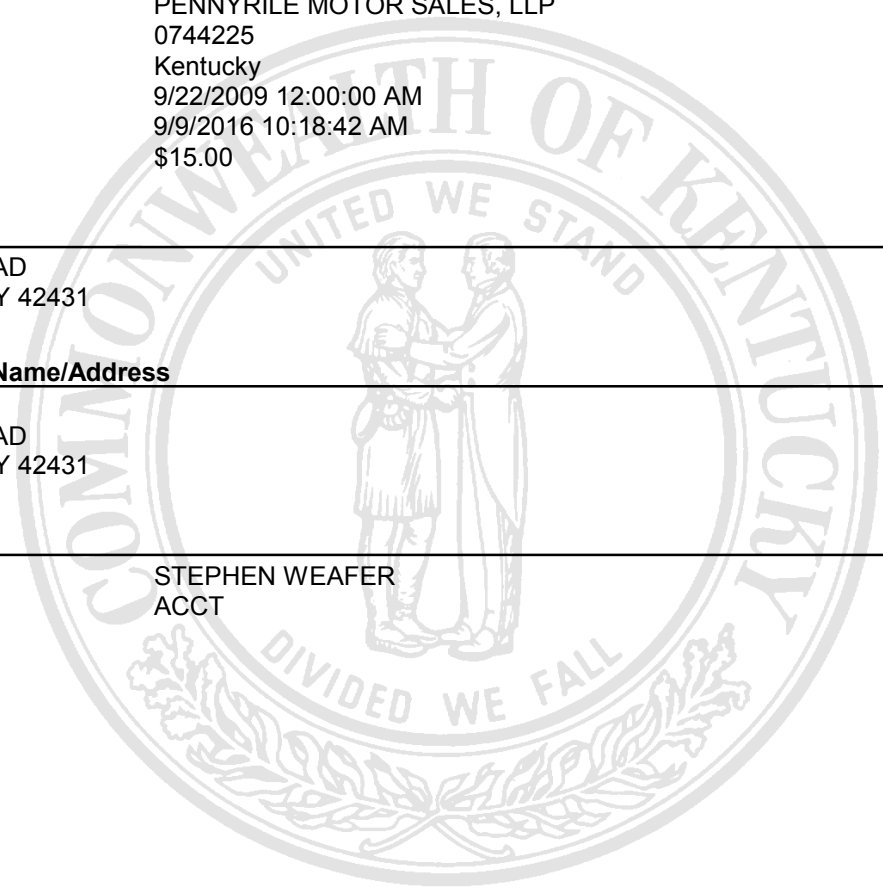 PENNYRILE MOTOR SALES, LLP
0744225
Kentucky
9/22/2009 12:00:00 AM
9/9/2016 10:18:42 AM
$15.00
COMMONWEALTH OF KENTUCKY
UNITED WE STAND
AD
Y 42431
Name/Address
AD
Y 42431
STEPHEN WEAFER
ACCT
DIVIDED WE FALL